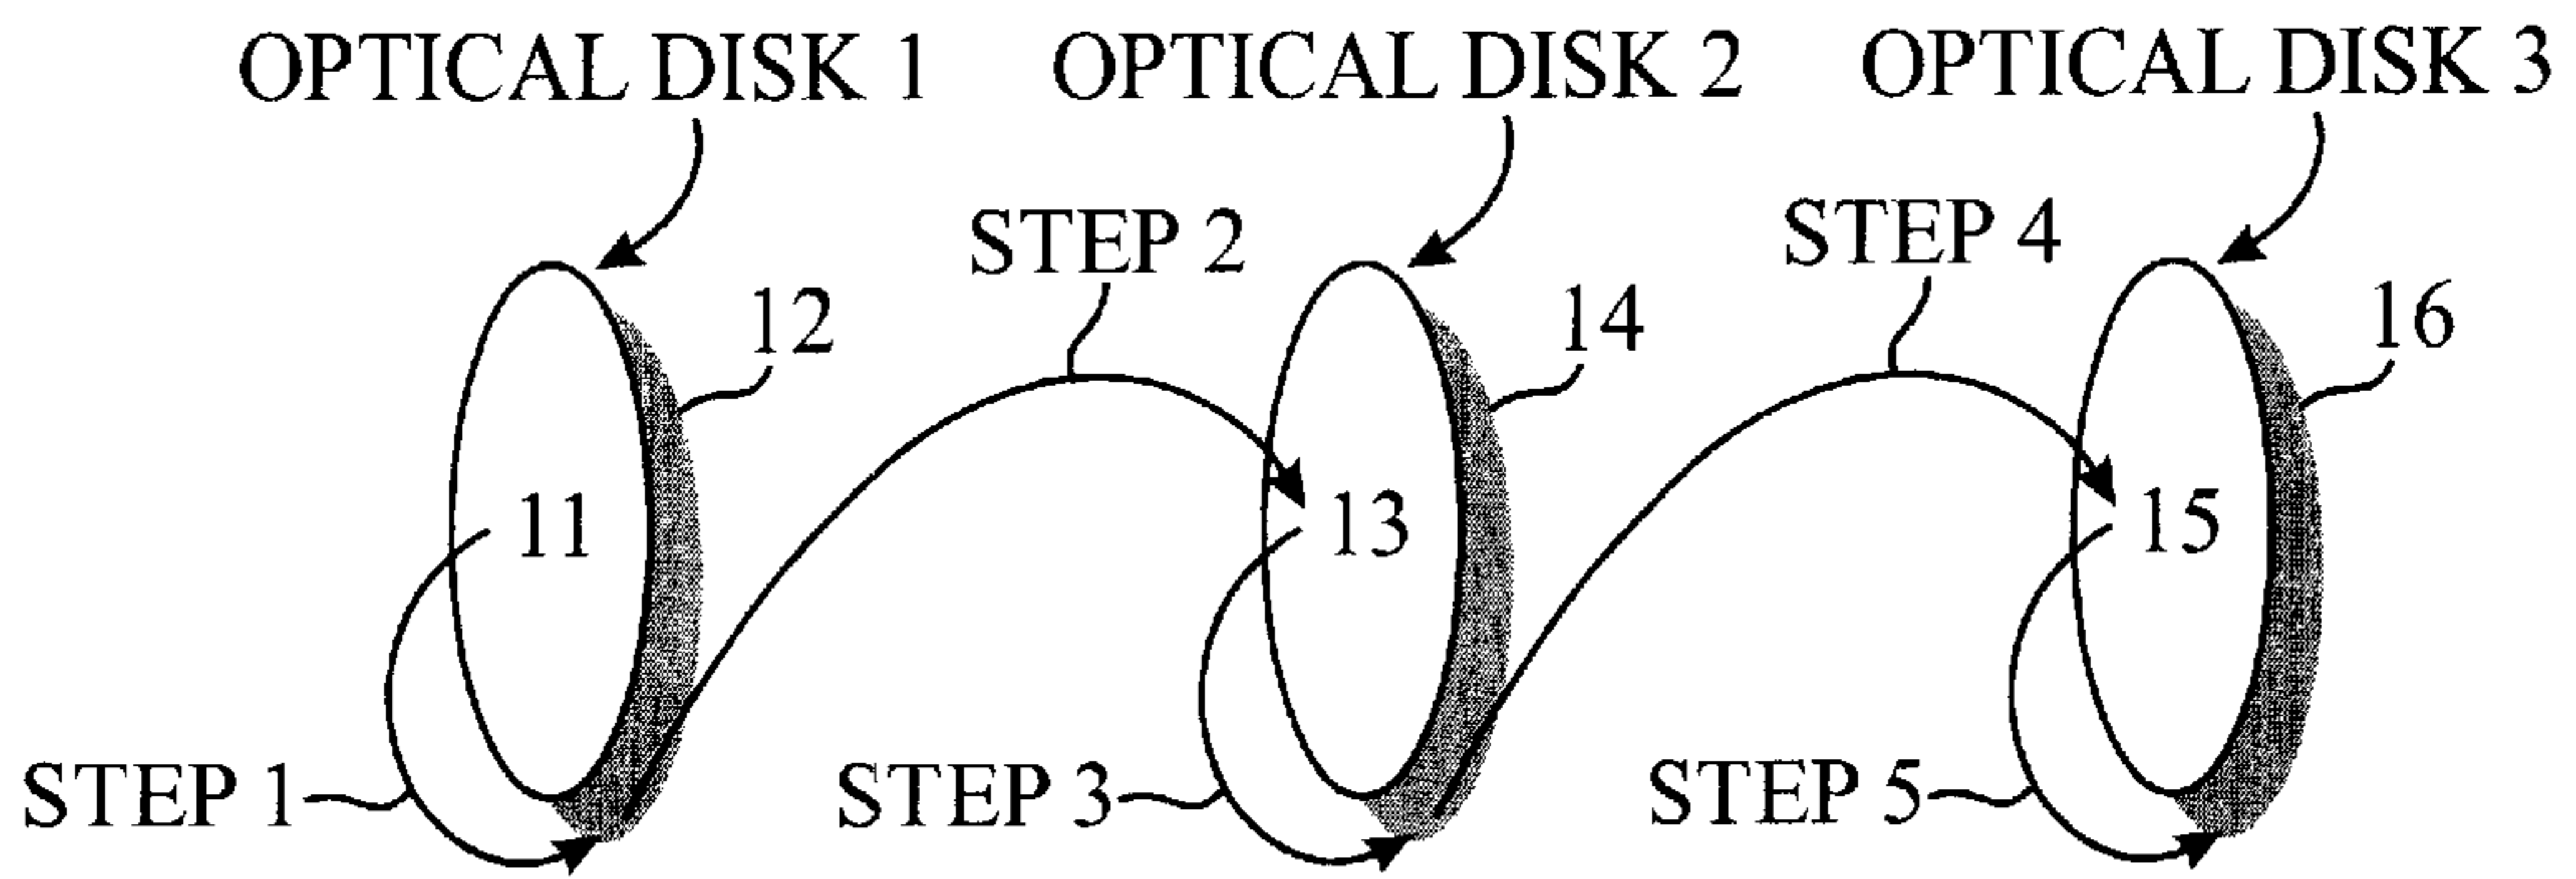 OPTICAL DISK 1 OPTICAL DISK 2 OPTICAL DISK 3
STEP 2 STEP 4
12 14 16
11 13 15
STEP 1 STEP 3 STEP 5